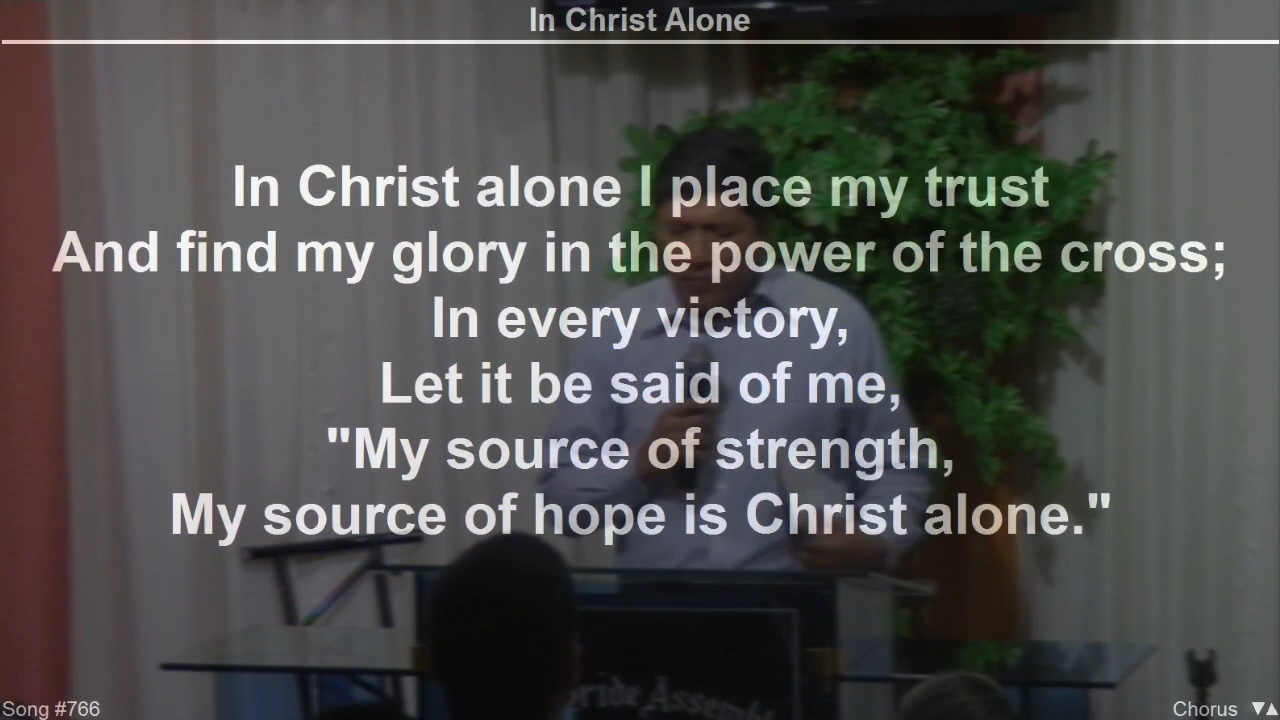 In Christ Alone
In Christ alone I place my trust
And find my glory in the power of the cross;
In every victory,
Let it be said of me,
"My source of strength,
My source of hope is Christ alone."
Song #766
Chorus ▼▲